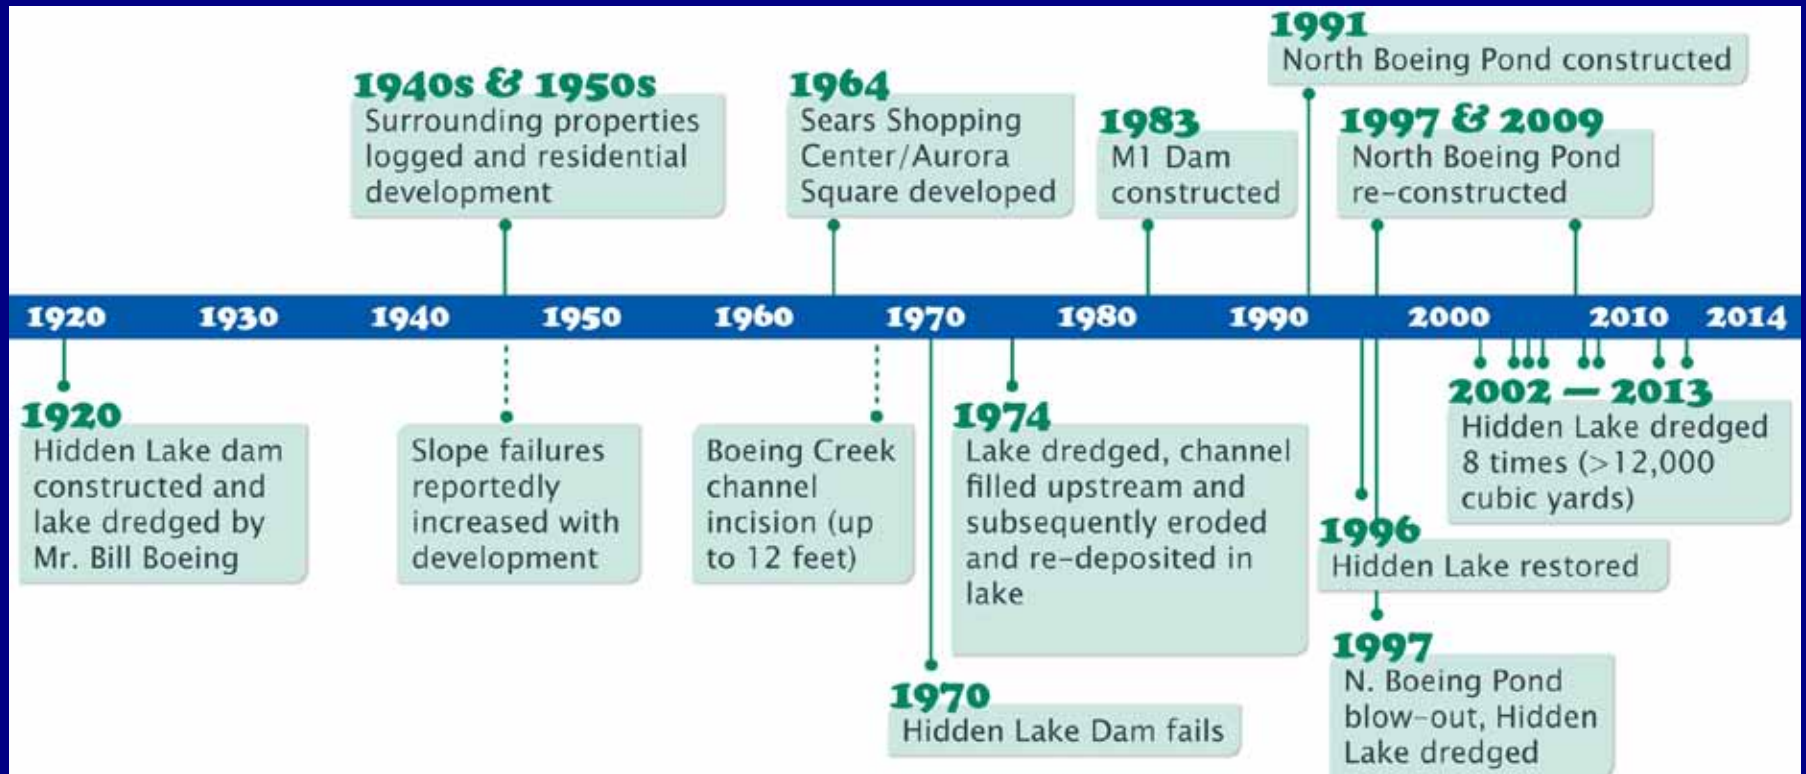 1991
North Boeing Pond constructed
1940s & 1950s
Surrounding properties
logged and residential
development
1964
Sears Shopping
Center/Aurora
Square developed
1983
M1 Dam
constructed
1997 & 2009
North Boeing Pond
re-constructed
1920 1930 1940 1950 1960 1970 1980 1990 2000 2010 2014
1920
Hidden Lake dam
constructed and
lake dredged by
Mr. Bill Boeing
Slope failures
reportedly
increased with
development
Boeing Creek
channel
incision (up
to 12 feet)
1970
Hidden Lake Dam fails
1974
Lake dredged, channel
filled upstream and
subsequently eroded
and re-deposited in
lake
1996
Hidden Lake restored
1997
N. Boeing Pond
blow-out, Hidden
Lake dredged
2002 — 2013
Hidden Lake dredged
8 times (>12,000
cubic yards)